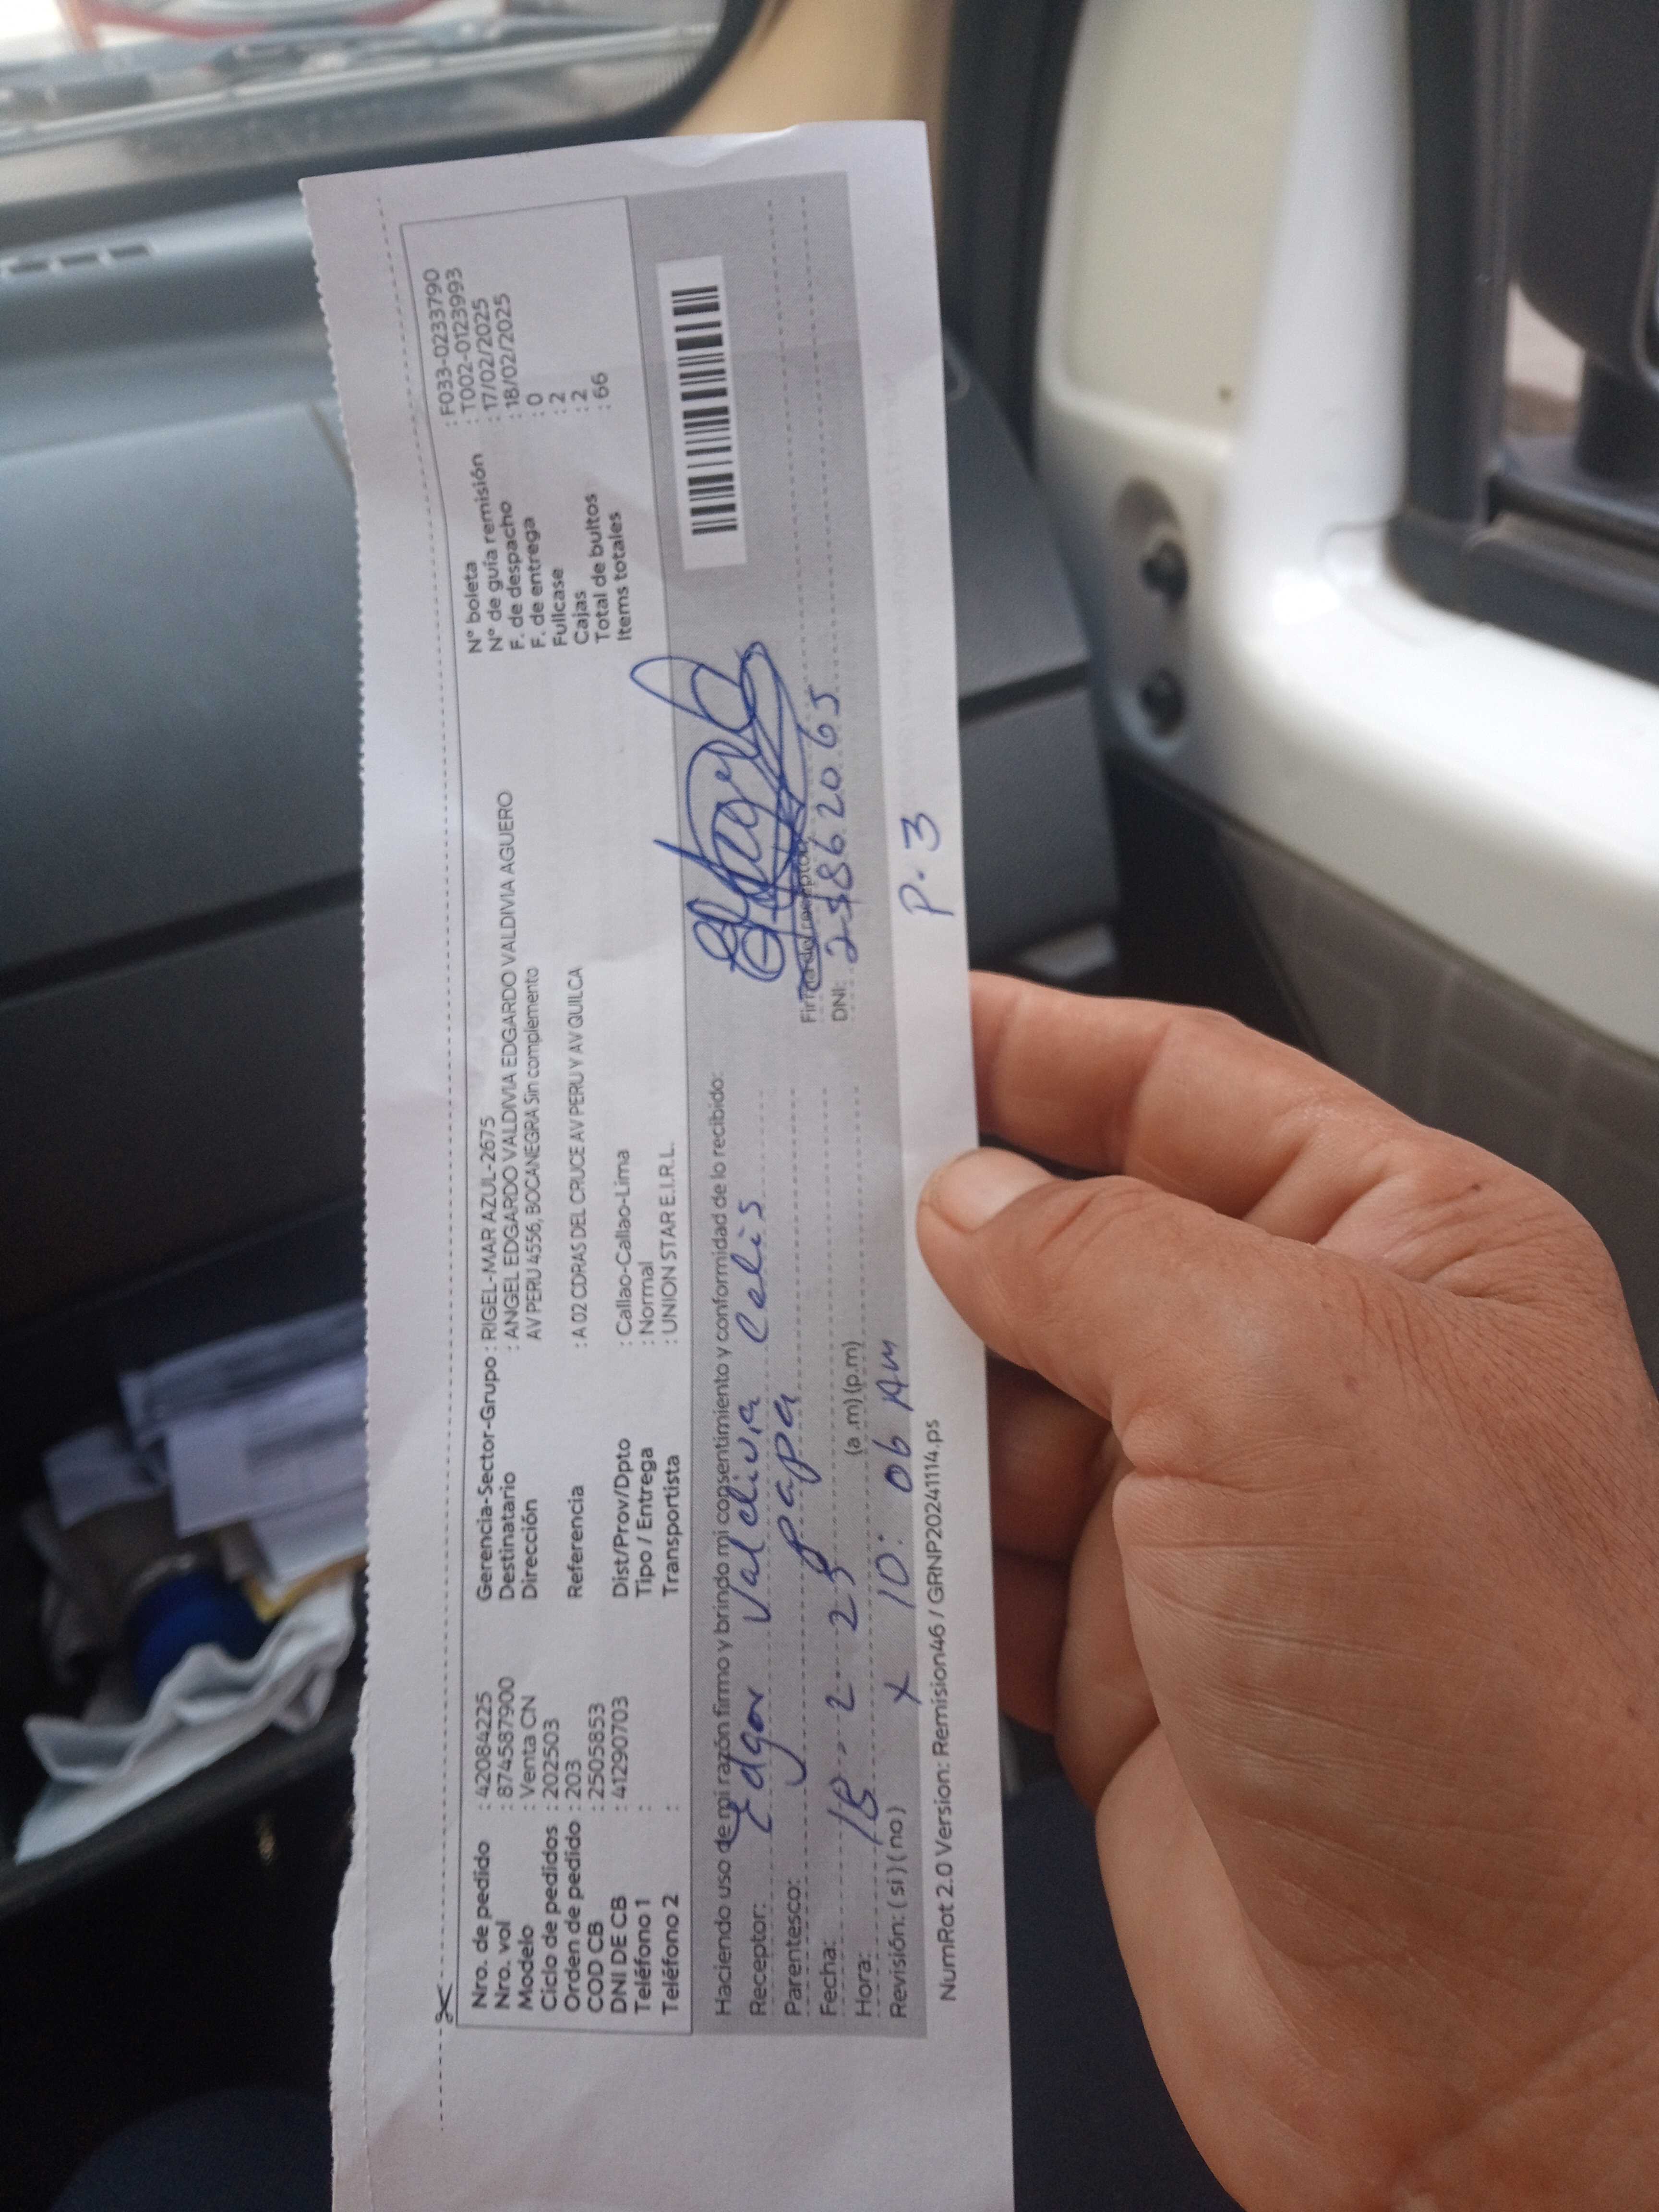 Nro. de pedido : 42084225
Nro. vol : 87458790​0
Modelo : Venta CN
Ciclo de pedidos : 202503
Orden de pedido : 203
COD CB : 2505853
DNI DE CB : 41290703
Teléfono 1 :
Teléfono 2 :
Gerencia-Sector-Grupo : RIGEL-MAR AZUL-2675
Destinatario : ANGEL EDGARDO VALDIVIA EDGARDO VALDIVIA AGUERO
Dirección AV PERU 4556, BOCANEGRA Sin complemento
Referencia : A 02 CDRAS DEL CRUCE AV PERU Y AV QUILCA
Dist/Prov/Dpto : Callao-Callao-Lima
Tipo / Entrega : Normal
Transportista : UNION STAR E.I.R.L.
N° boleta : F033-0233790
N° de guía remisión : T002-0123993
F. de despacho : 17/02/2025
F. de entrega : 18/02/2025
Fullcase : 0
Cajas : 2
Total de bultos : 2
Items totales : 66
Haciendo uso de mi razón firmo y brindo mi consentimiento y conformidad de lo recibido:
Receptor: Edgar Valdivia Celis
Parentesco: papa
Fecha: 18 2 25
Hora: (a .m) (p.m)
Revisión: ( si ) ( no ) x 10: 06 AM
Firma del receptor
DNI: 25862065
P. 3
NumRot 2.0 Version: Remision46 / GRNP20241114.ps